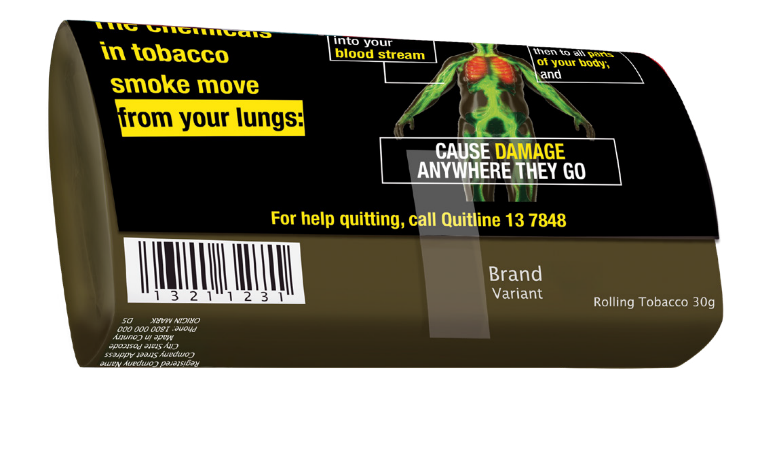 The chemicals
in tobacco
smoke move
from your lungs:
into your
blood stream
then to all parts
of your body;
and
CAUSE DAMAGE
ANYWHERE THEY GO
For help quitting, call Quitline 13 7848
1 3 2 1 1 2 3 1
Brand
Variant
Rolling Tobacco 30g
Registered Company Name
Company Street Address
City State Postcode
Made in Country
Phone: 1800 000 000
ORIGIN MARK DS